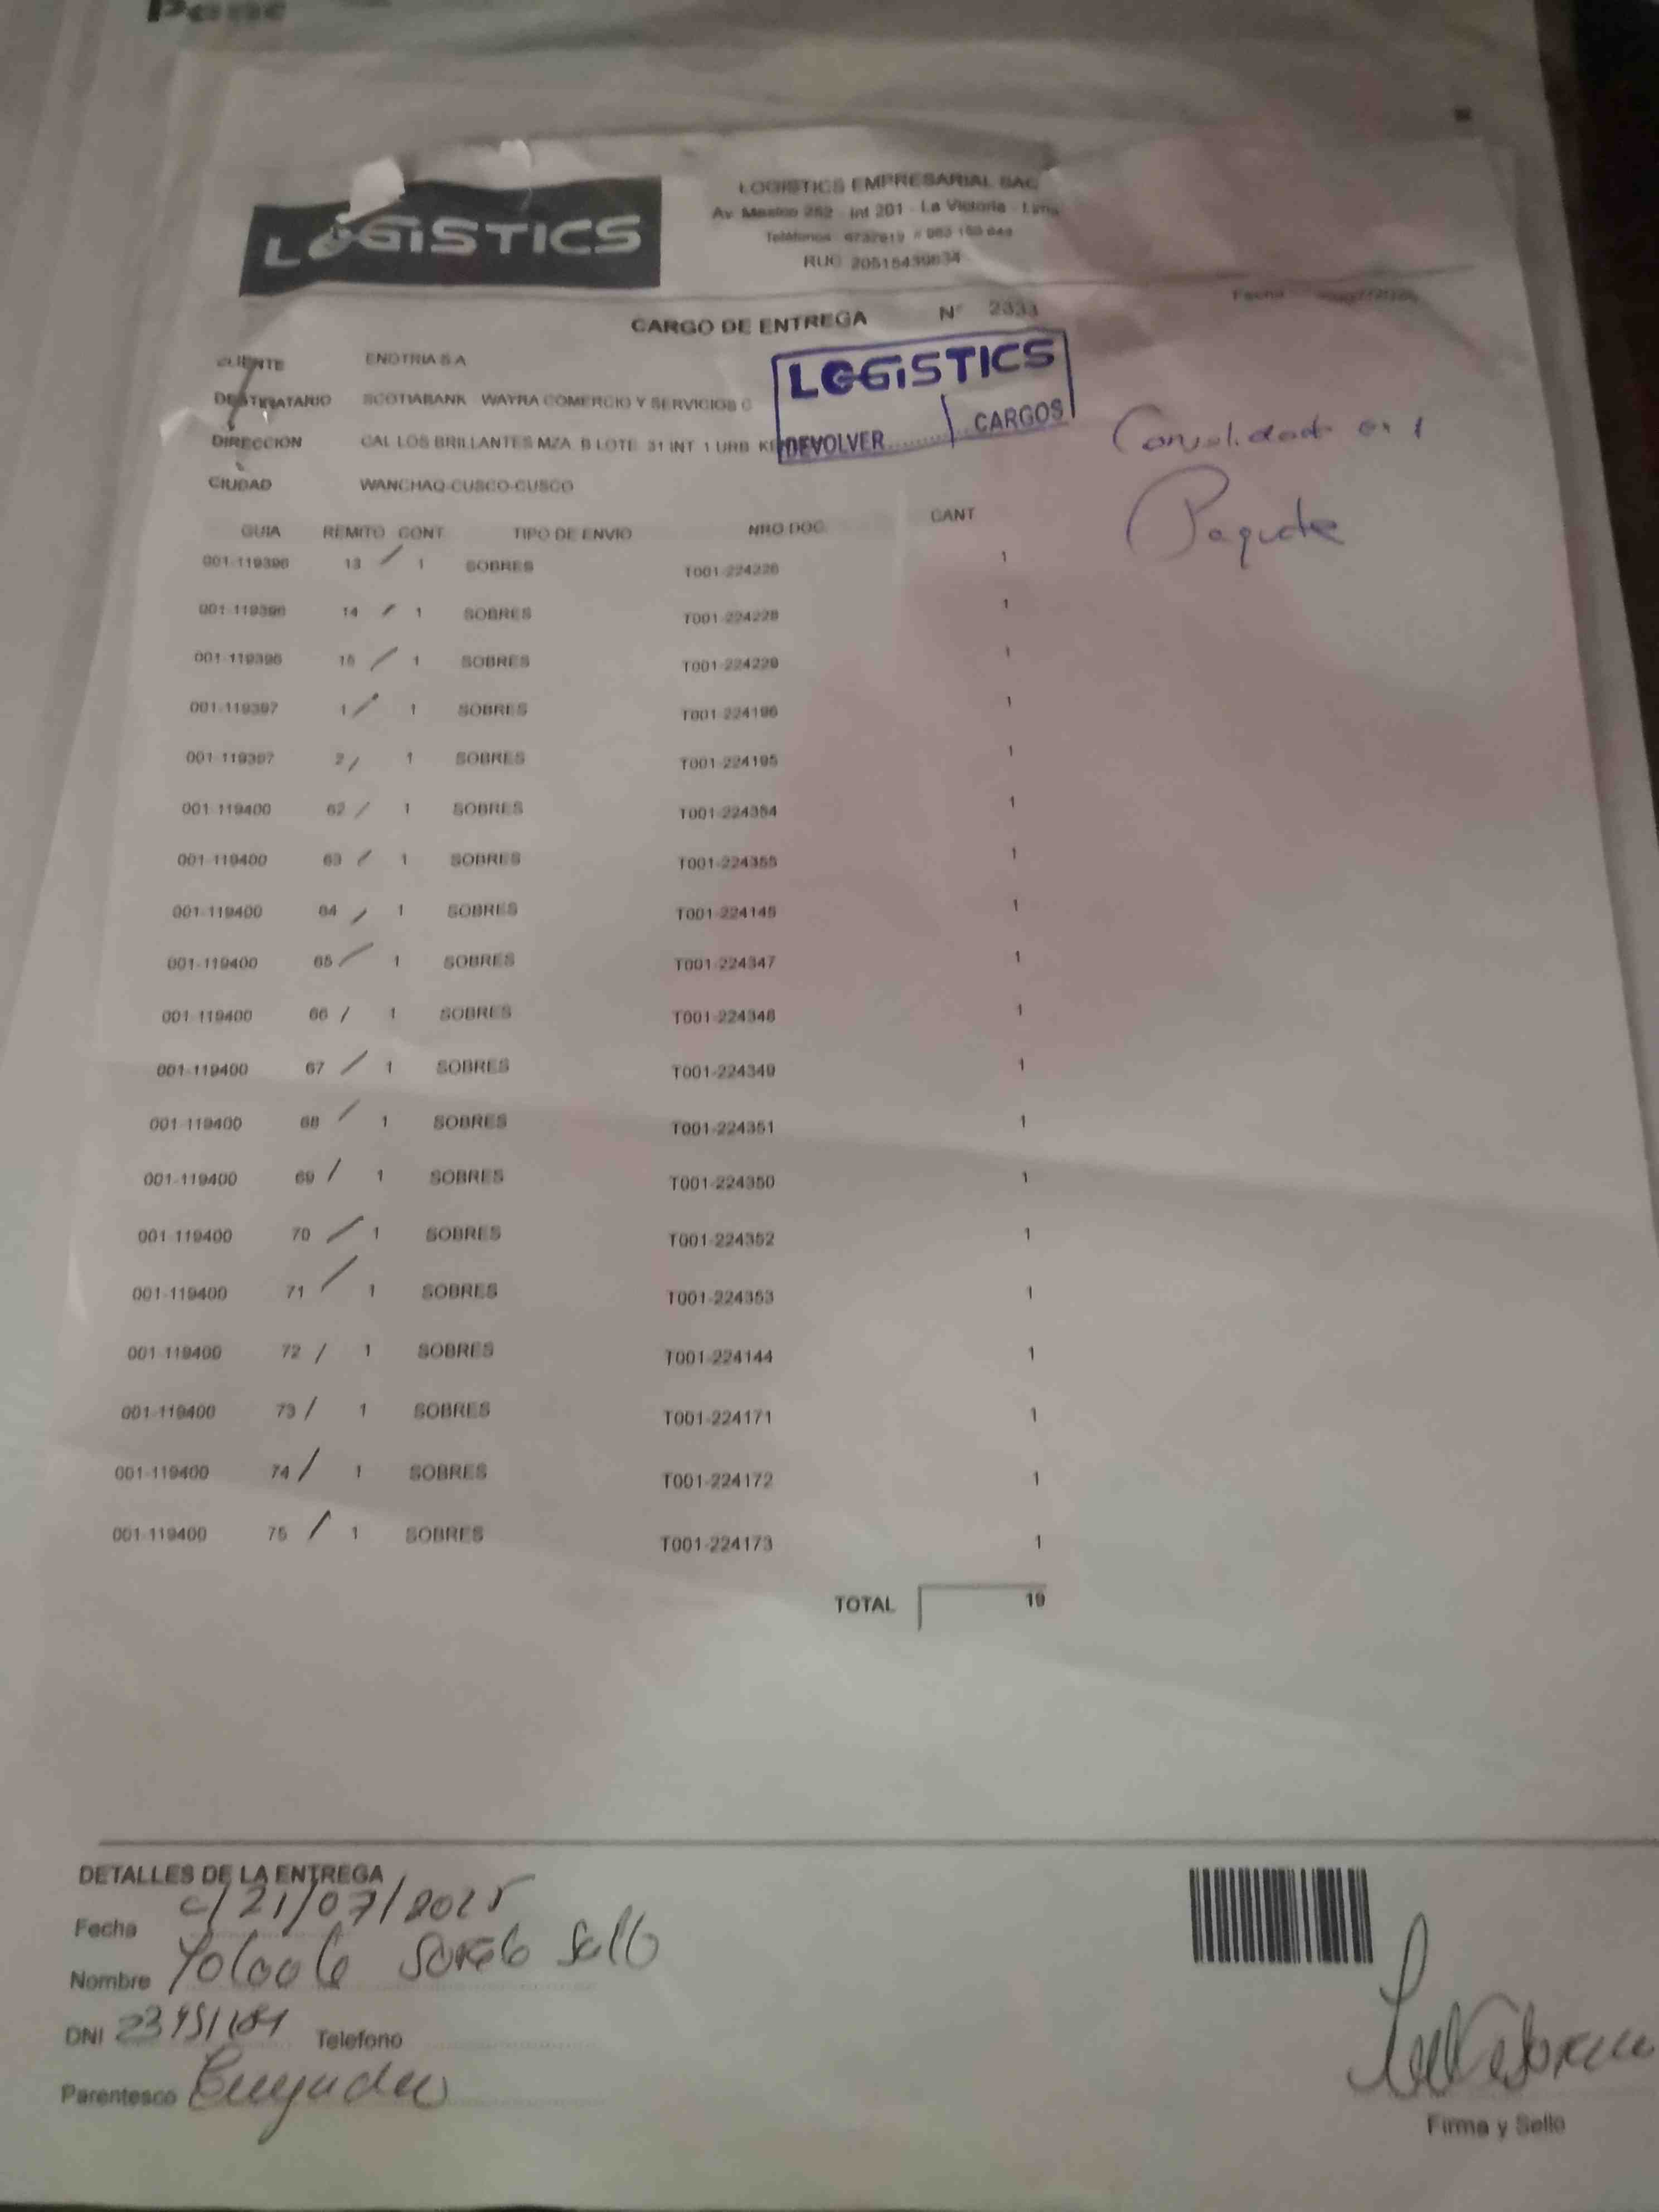 LOGISTICS
LOGISTICS EMPRESARIAL SAC
Av. Mexico 252 - Int 201 - La Victoria - Lima
Teléfonos
RUC
Fecha
CARGO DE ENTREGA N° 2333
CLIENTE ENOTRIA S.A
DESTINATARIO SCOTIABANK WAYRA COMERCIO Y SERVICIOS C
DIRECCION CAL LOS BRILLANTES MZA. B LOTE. 31 INT. 1 URB.
CIUDAD WANCHAQ-CUSCO-CUSCO
LOGISTICS
DEVOLVER CARGOS
Consolidado en 1
Paquete
GUIA REMITO CONT TIPO DE ENVIO NRO DOC. CANT
001-119396 13 / 1 SOBRES T001-224226 1
001-119396 14 / 1 SOBRES T001-224228 1
001-119396 15 / 1 SOBRES T001-224229 1
001-119397 1 / 1 SOBRES T001-224196 1
001-119397 2 / 1 SOBRES T001-224195 1
001-119400 62 / 1 SOBRES T001-224354 1
001-119400 63 / 1 SOBRES T001-224355 1
001-119400 64 / 1 SOBRES T001-224145 1
001-119400 65 / 1 SOBRES T001-224347 1
001-119400 66 / 1 SOBRES T001-224348 1
001-119400 67 / 1 SOBRES T001-224349 1
001-119400 68 / 1 SOBRES T001-224351 1
001-119400 69 / 1 SOBRES T001-224350 1
001-119400 70 / 1 SOBRES T001-224352 1
001-119400 71 / 1 SOBRES T001-224353 1
001-119400 72 / 1 SOBRES T001-224144 1
001-119400 73 / 1 SOBRES T001-224171 1
001-119400 74 / 1 SOBRES T001-224172 1
001-119400 75 / 1 SOBRES T001-224173 1
TOTAL 19
DETALLES DE LA ENTREGA
Fecha 21/07/2025
Nombre Sotelo
DNI Telefono
Parentesco
Firma y Sello